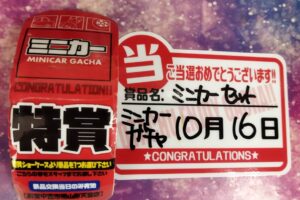 ミニカー
MINICAR GACHA
CONGRATULATIONS!
特賞
当
ご当選おめでとうございます!!
賞品名: ミニカーセット
ミニカー
ガチャ
10月16日
★CONGRATULATIONS★